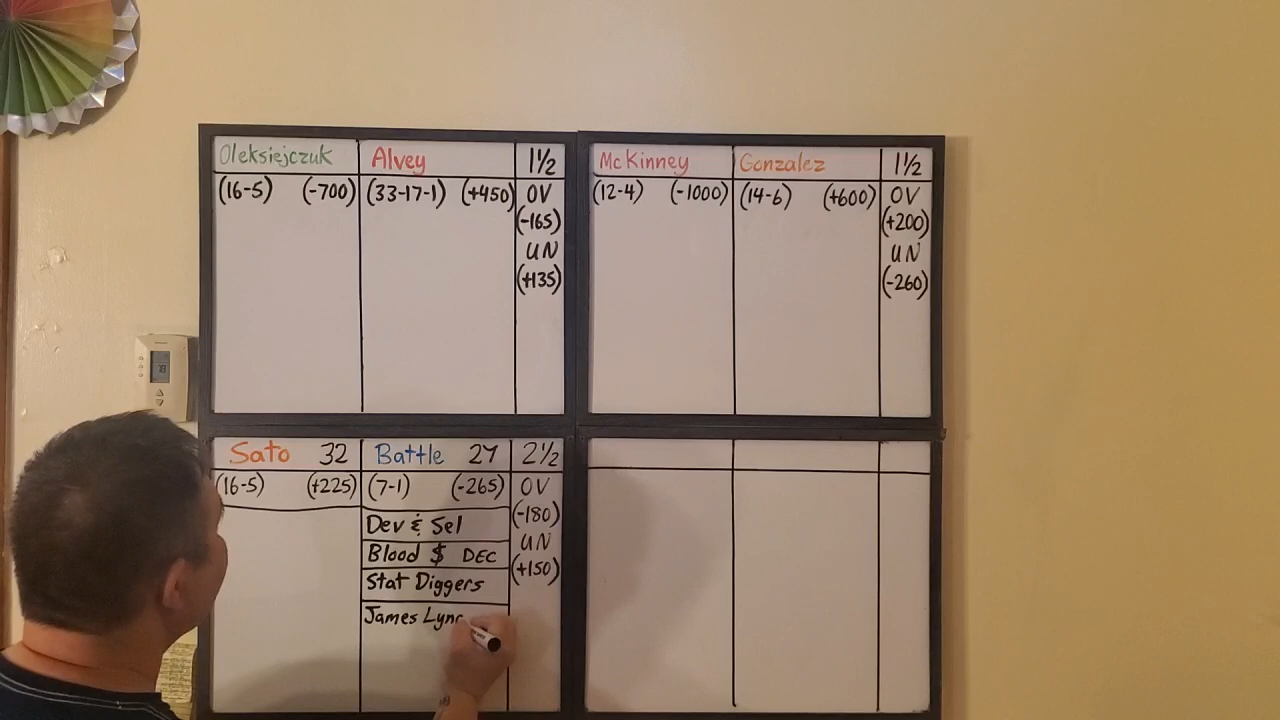 Oleksiejczuk Alvey 1½
(16-5) (-700) (33-17-1) (+450) OV
(-165)
UN
(+135)
McKinney Gonzalez 1½
(12-4) (-1000) (14-6) (+600) OV
(+200)
UN
(-260)
Sato 32 Battle 27 2½
(16-5) (+225) (7-1) (-265) OV
Dev & Sel (-180)
Blood $ DEC UN
Stat Diggers (+150)
James Lync